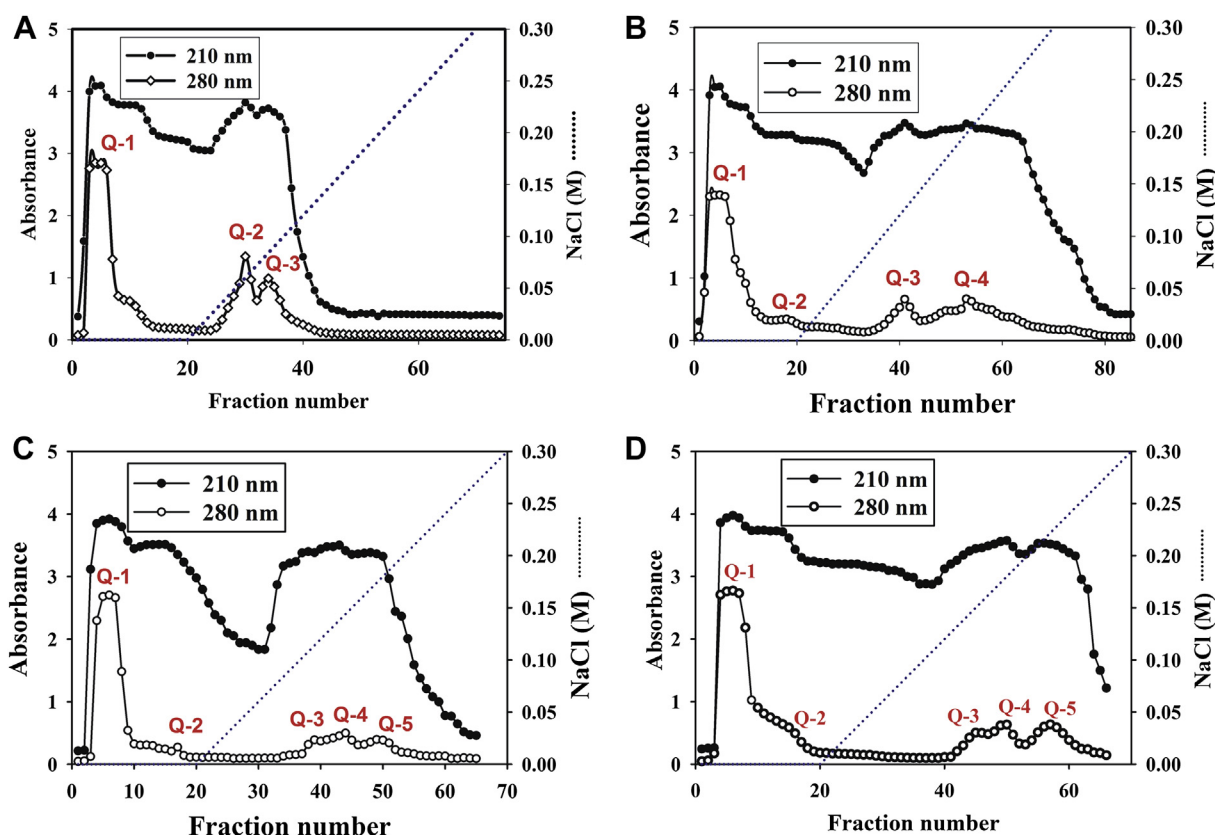 A
210 nm
280 nm
Q-1
Q-2
Q-3
5
4
3
2
1
0
0.30
0.25
0.20
0.15
0.10
0.05
0.00
0
20
40
60
Absorbance
NaCl (M)
Fraction number
B
210 nm
280 nm
Q-1
Q-2
Q-3
Q-4
5
4
3
2
1
0
0.30
0.25
0.20
0.15
0.10
0.05
0.00
0
20
40
60
80
Absorbance
NaCl (M)
Fraction number
C
210 nm
280 nm
Q-1
Q-2
Q-3
Q-4
Q-5
5
4
3
2
1
0
0.30
0.25
0.20
0.15
0.10
0.05
0.00
0
10
20
30
40
50
60
70
Absorbance
NaCl (M)
Fraction number
D
210 nm
280 nm
Q-1
Q-2
Q-3
Q-4
Q-5
5
4
3
2
1
0
0.30
0.25
0.20
0.15
0.10
0.05
0.00
0
20
40
60
Absorbance
NaCl (M)
Fraction number